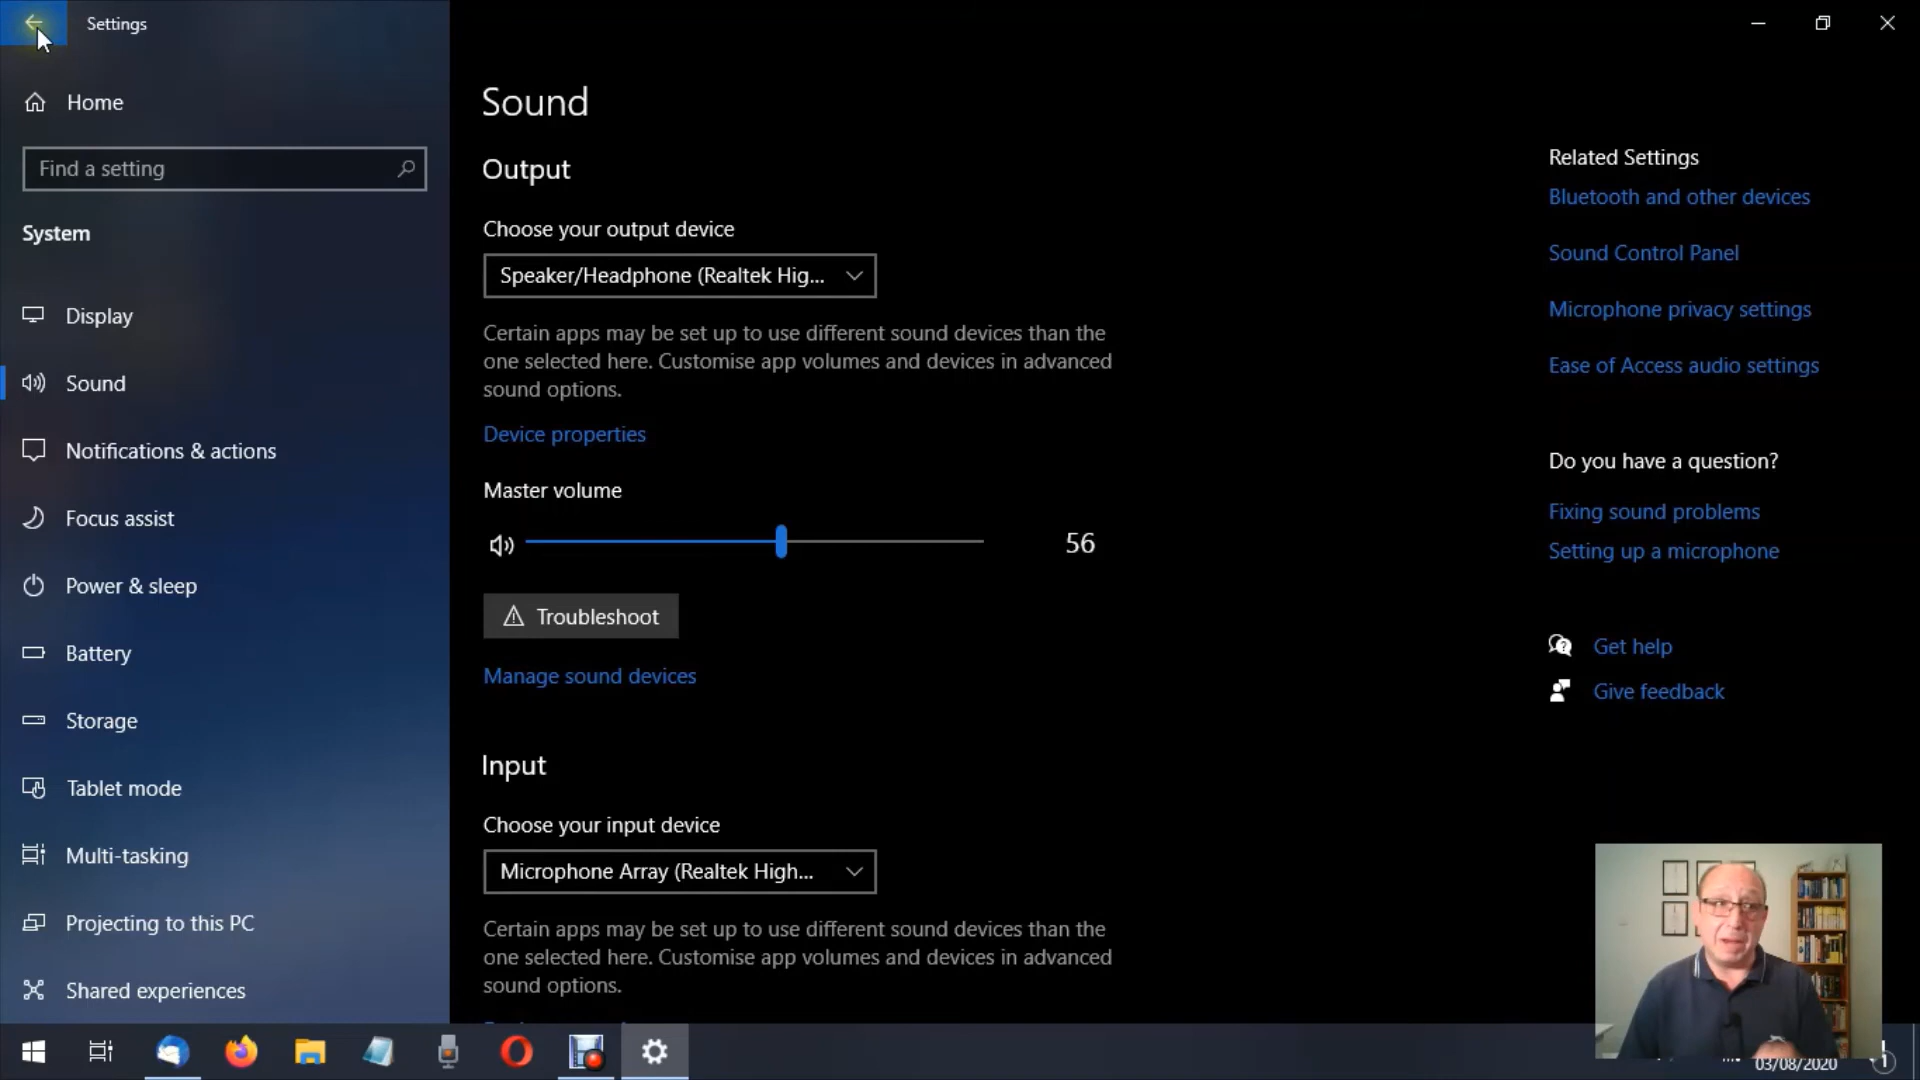 Settings
Home
Find a setting
System
Display
Sound
Notifications & actions
Focus assist
Power & sleep
Battery
Storage
Tablet mode
Multi-tasking
Projecting to this PC
Shared experiences
Sound
Output
Choose your output device
Speaker/Headphone (Realtek Hig...
Certain apps may be set up to use different sound devices than the
one selected here. Customise app volumes and devices in advanced
sound options.
Device properties
Master volume
56
Troubleshoot
Manage sound devices
Input
Choose your input device
Microphone Array (Realtek High...
Certain apps may be set up to use different sound devices than the
one selected here. Customise app volumes and devices in advanced
sound options.
Related Settings
Bluetooth and other devices
Sound Control Panel
Microphone privacy settings
Ease of Access audio settings
Do you have a question?
Fixing sound problems
Setting up a microphone
Get help
Give feedback
03/08/2020
1